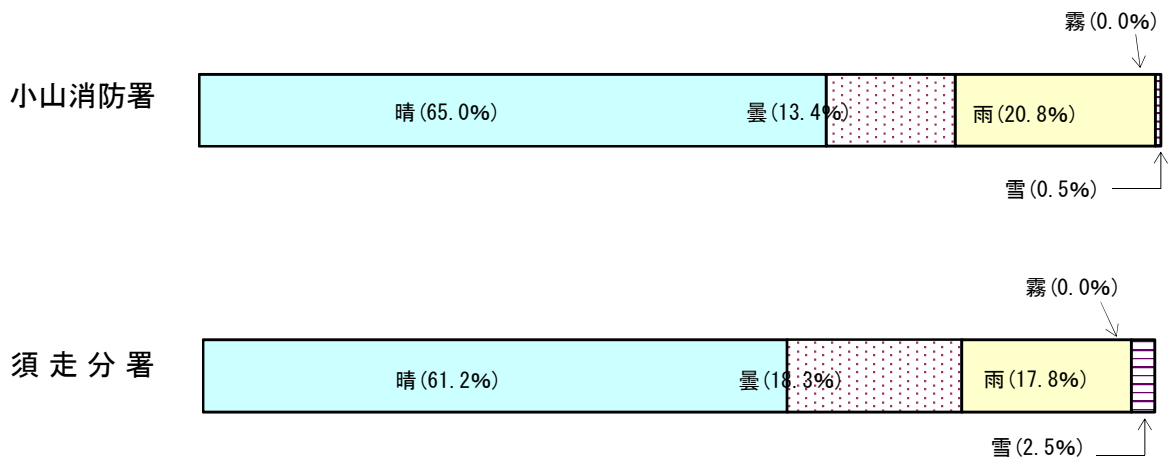 霧(0.0%)
小山消防署
晴(65.0%)
曇(13.4%)
雨(20.8%)
雪(0.5%)
霧(0.0%)
須走分署
晴(61.2%)
曇(18.3%)
雨(17.8%)
雪(2.5%)